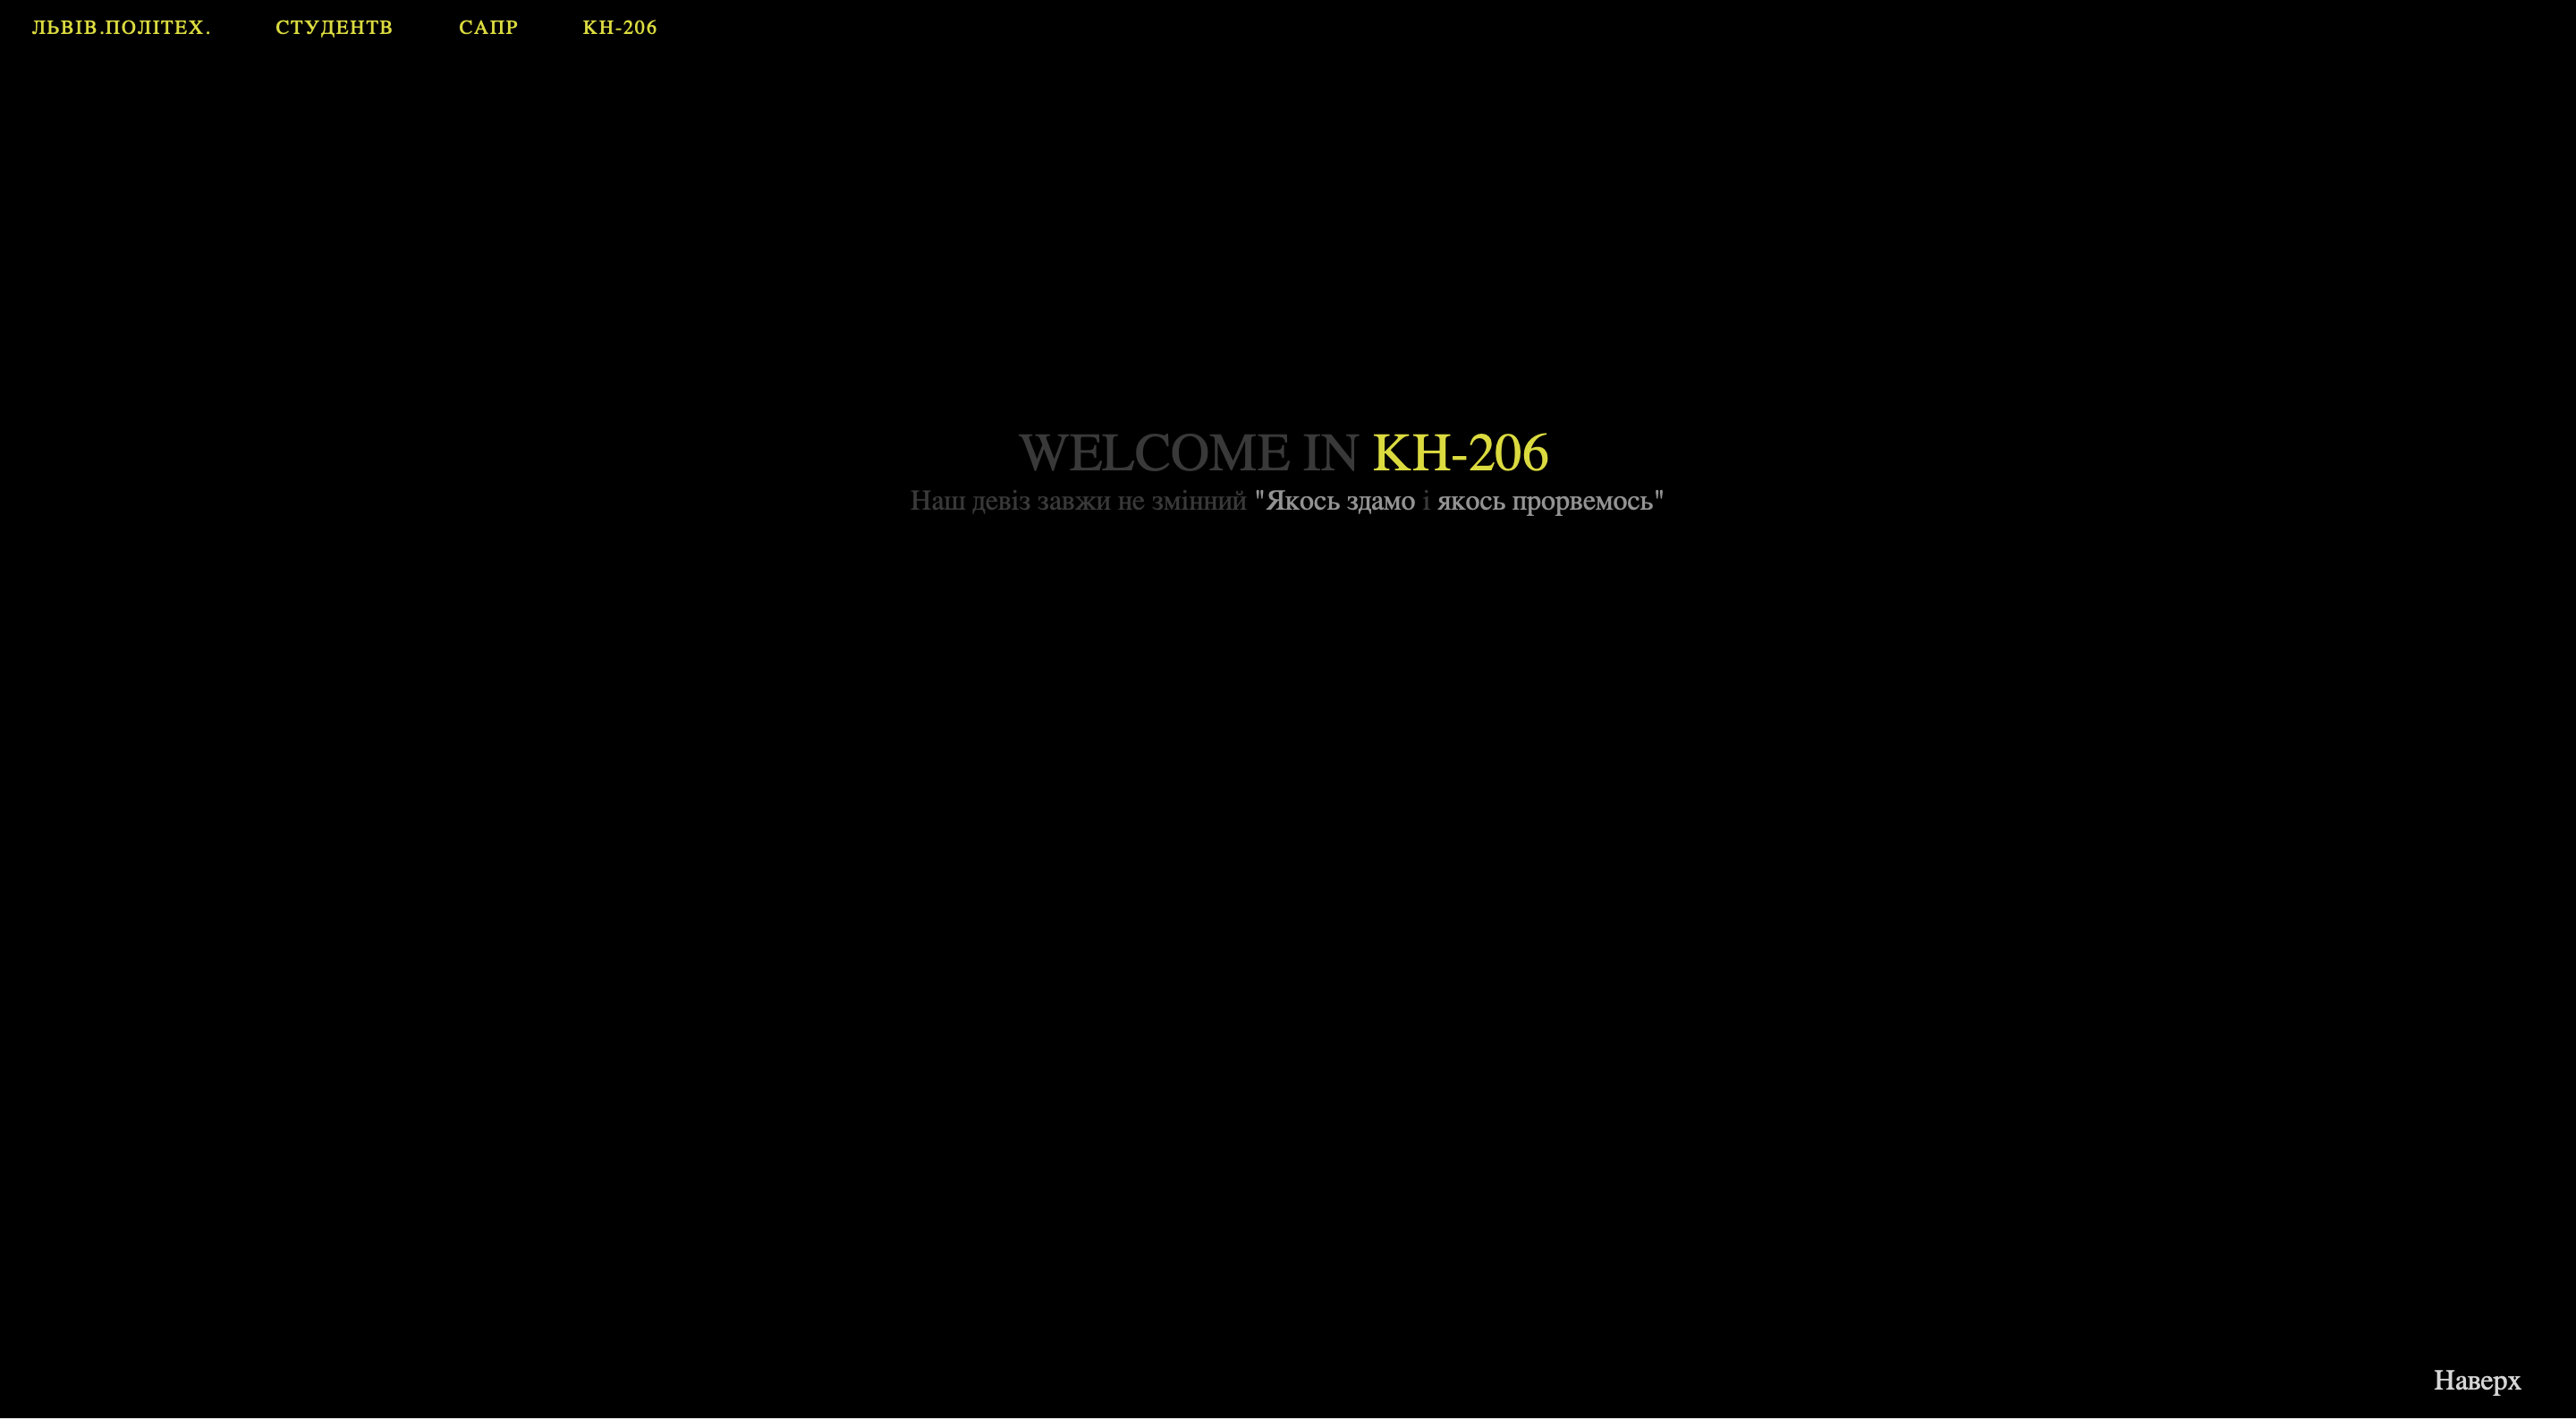 ЛЬВІВ.ПОЛІТЕХ. СТУДЕНТВ САПР КН-206
WELCOME IN КН-206
Наш девіз завжи не змінний "Якось здамо і якось прорвемось"
Наверх